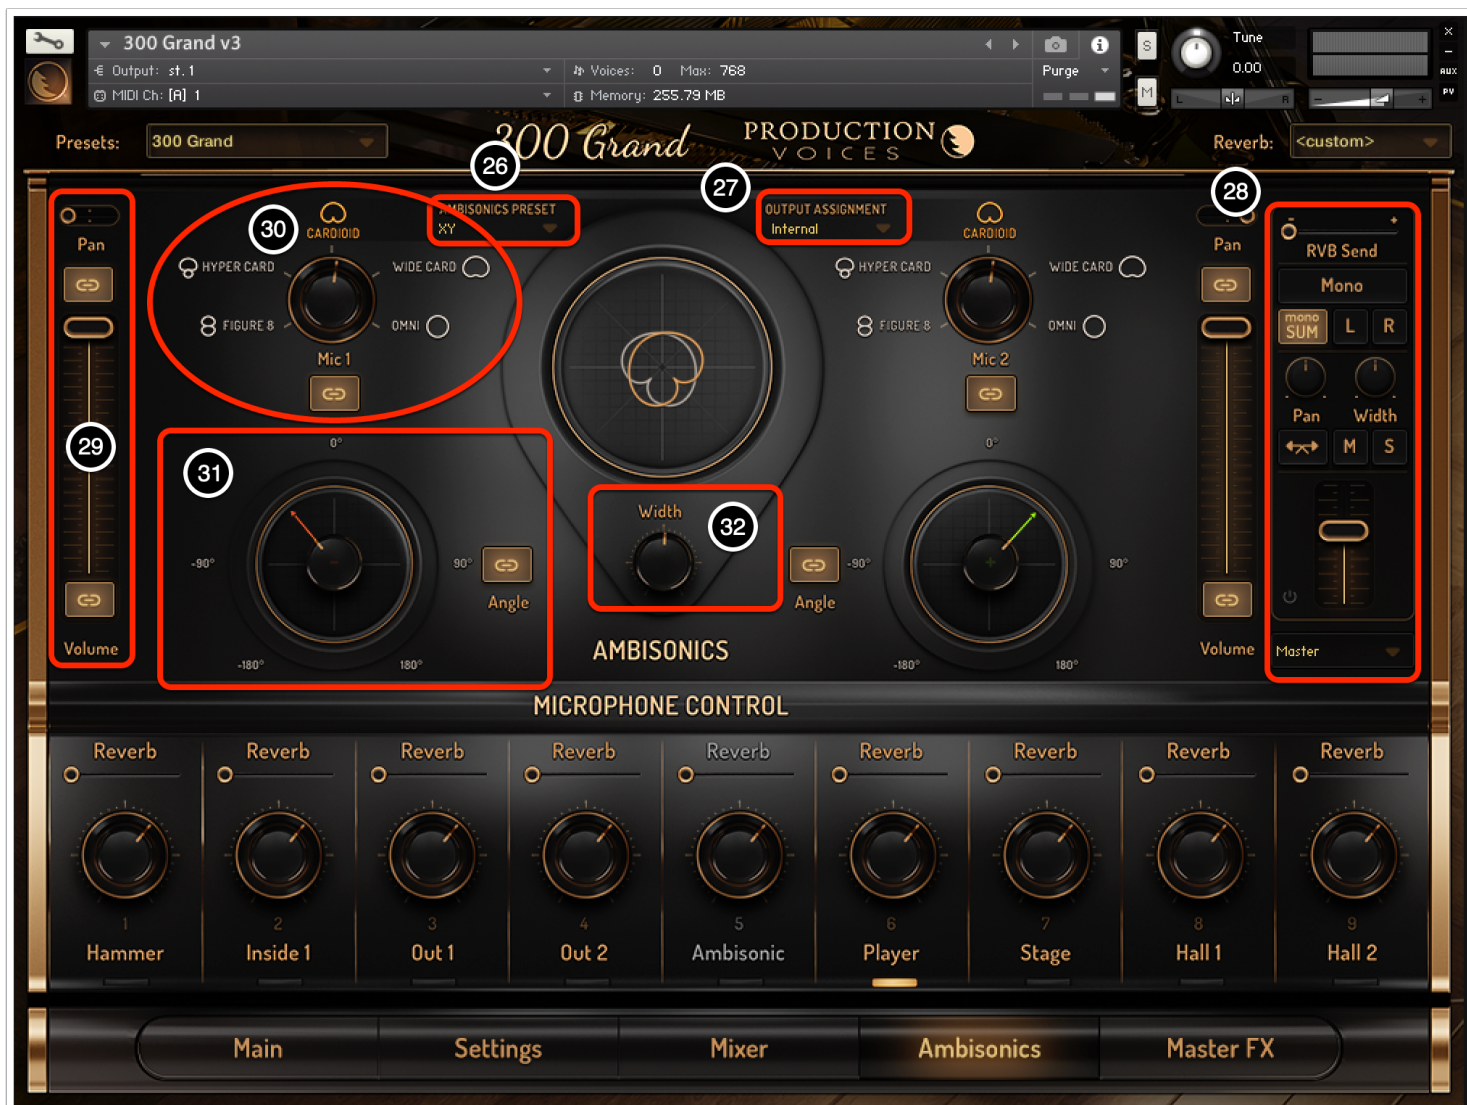 300 Grand v3
Output: st.1
Voices: 0 Max: 768
Purge
MIDI Ch: [A] 1
Memory: 255.79 MB
S
M
Tune
0.00
L R
- +
x
-
AUX
PV
Presets: 300 Grand
300 Grand
PRODUCTION
VOICES
Reverb: <custom>
26
27
28
30
AMBISONICS PRESET
XY
OUTPUT ASSIGNMENT
Internal
Pan
CARDIOID
HYPER CARD
WIDE CARD
FIGURE 8
OMNI
Mic 1
CARDIOID
HYPER CARD
WIDE CARD
FIGURE 8
OMNI
Mic 2
Pan
- +
RVB Send
Mono
mono
SUM L R
Pan Width
M S
Master
29
Volume
31
0°
-90° 90°
Angle
-180° 180°
32
Width
0°
-90° 90°
Angle
-180° 180°
Volume
AMBISONICS
MICROPHONE CONTROL
Reverb Reverb Reverb Reverb Reverb Reverb Reverb Reverb Reverb
1 2 3 4 5 6 7 8 9
Hammer Inside 1 Out 1 Out 2 Ambisonic Player Stage Hall 1 Hall 2
Main Settings Mixer Ambisonics Master FX